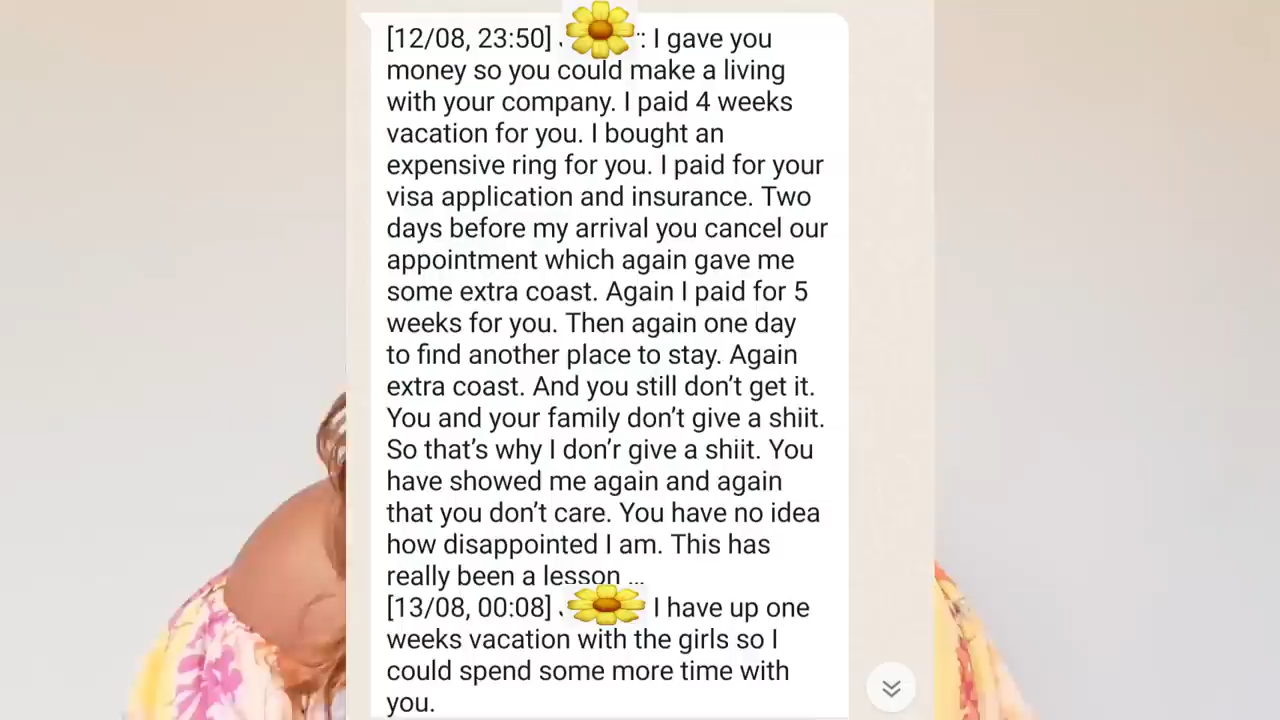 [12/08, 23:50] : I gave you
money so you could make a living
with your company. I paid 4 weeks
vacation for you. I bought an
expensive ring for you. I paid for your
visa application and insurance. Two
days before my arrival you cancel our
appointment which again gave me
some extra coast. Again I paid for 5
weeks for you. Then again one day
to find another place to stay. Again
extra coast. And you still don’t get it.
You and your family don’t give a shiit.
So that’s why I don’r give a shiit. You
have showed me again and again
that you don’t care. You have no idea
how disappointed I am. This has
really been a lesson ...
[13/08, 00:08] I have up one
weeks vacation with the girls so I
could spend some more time with
you.